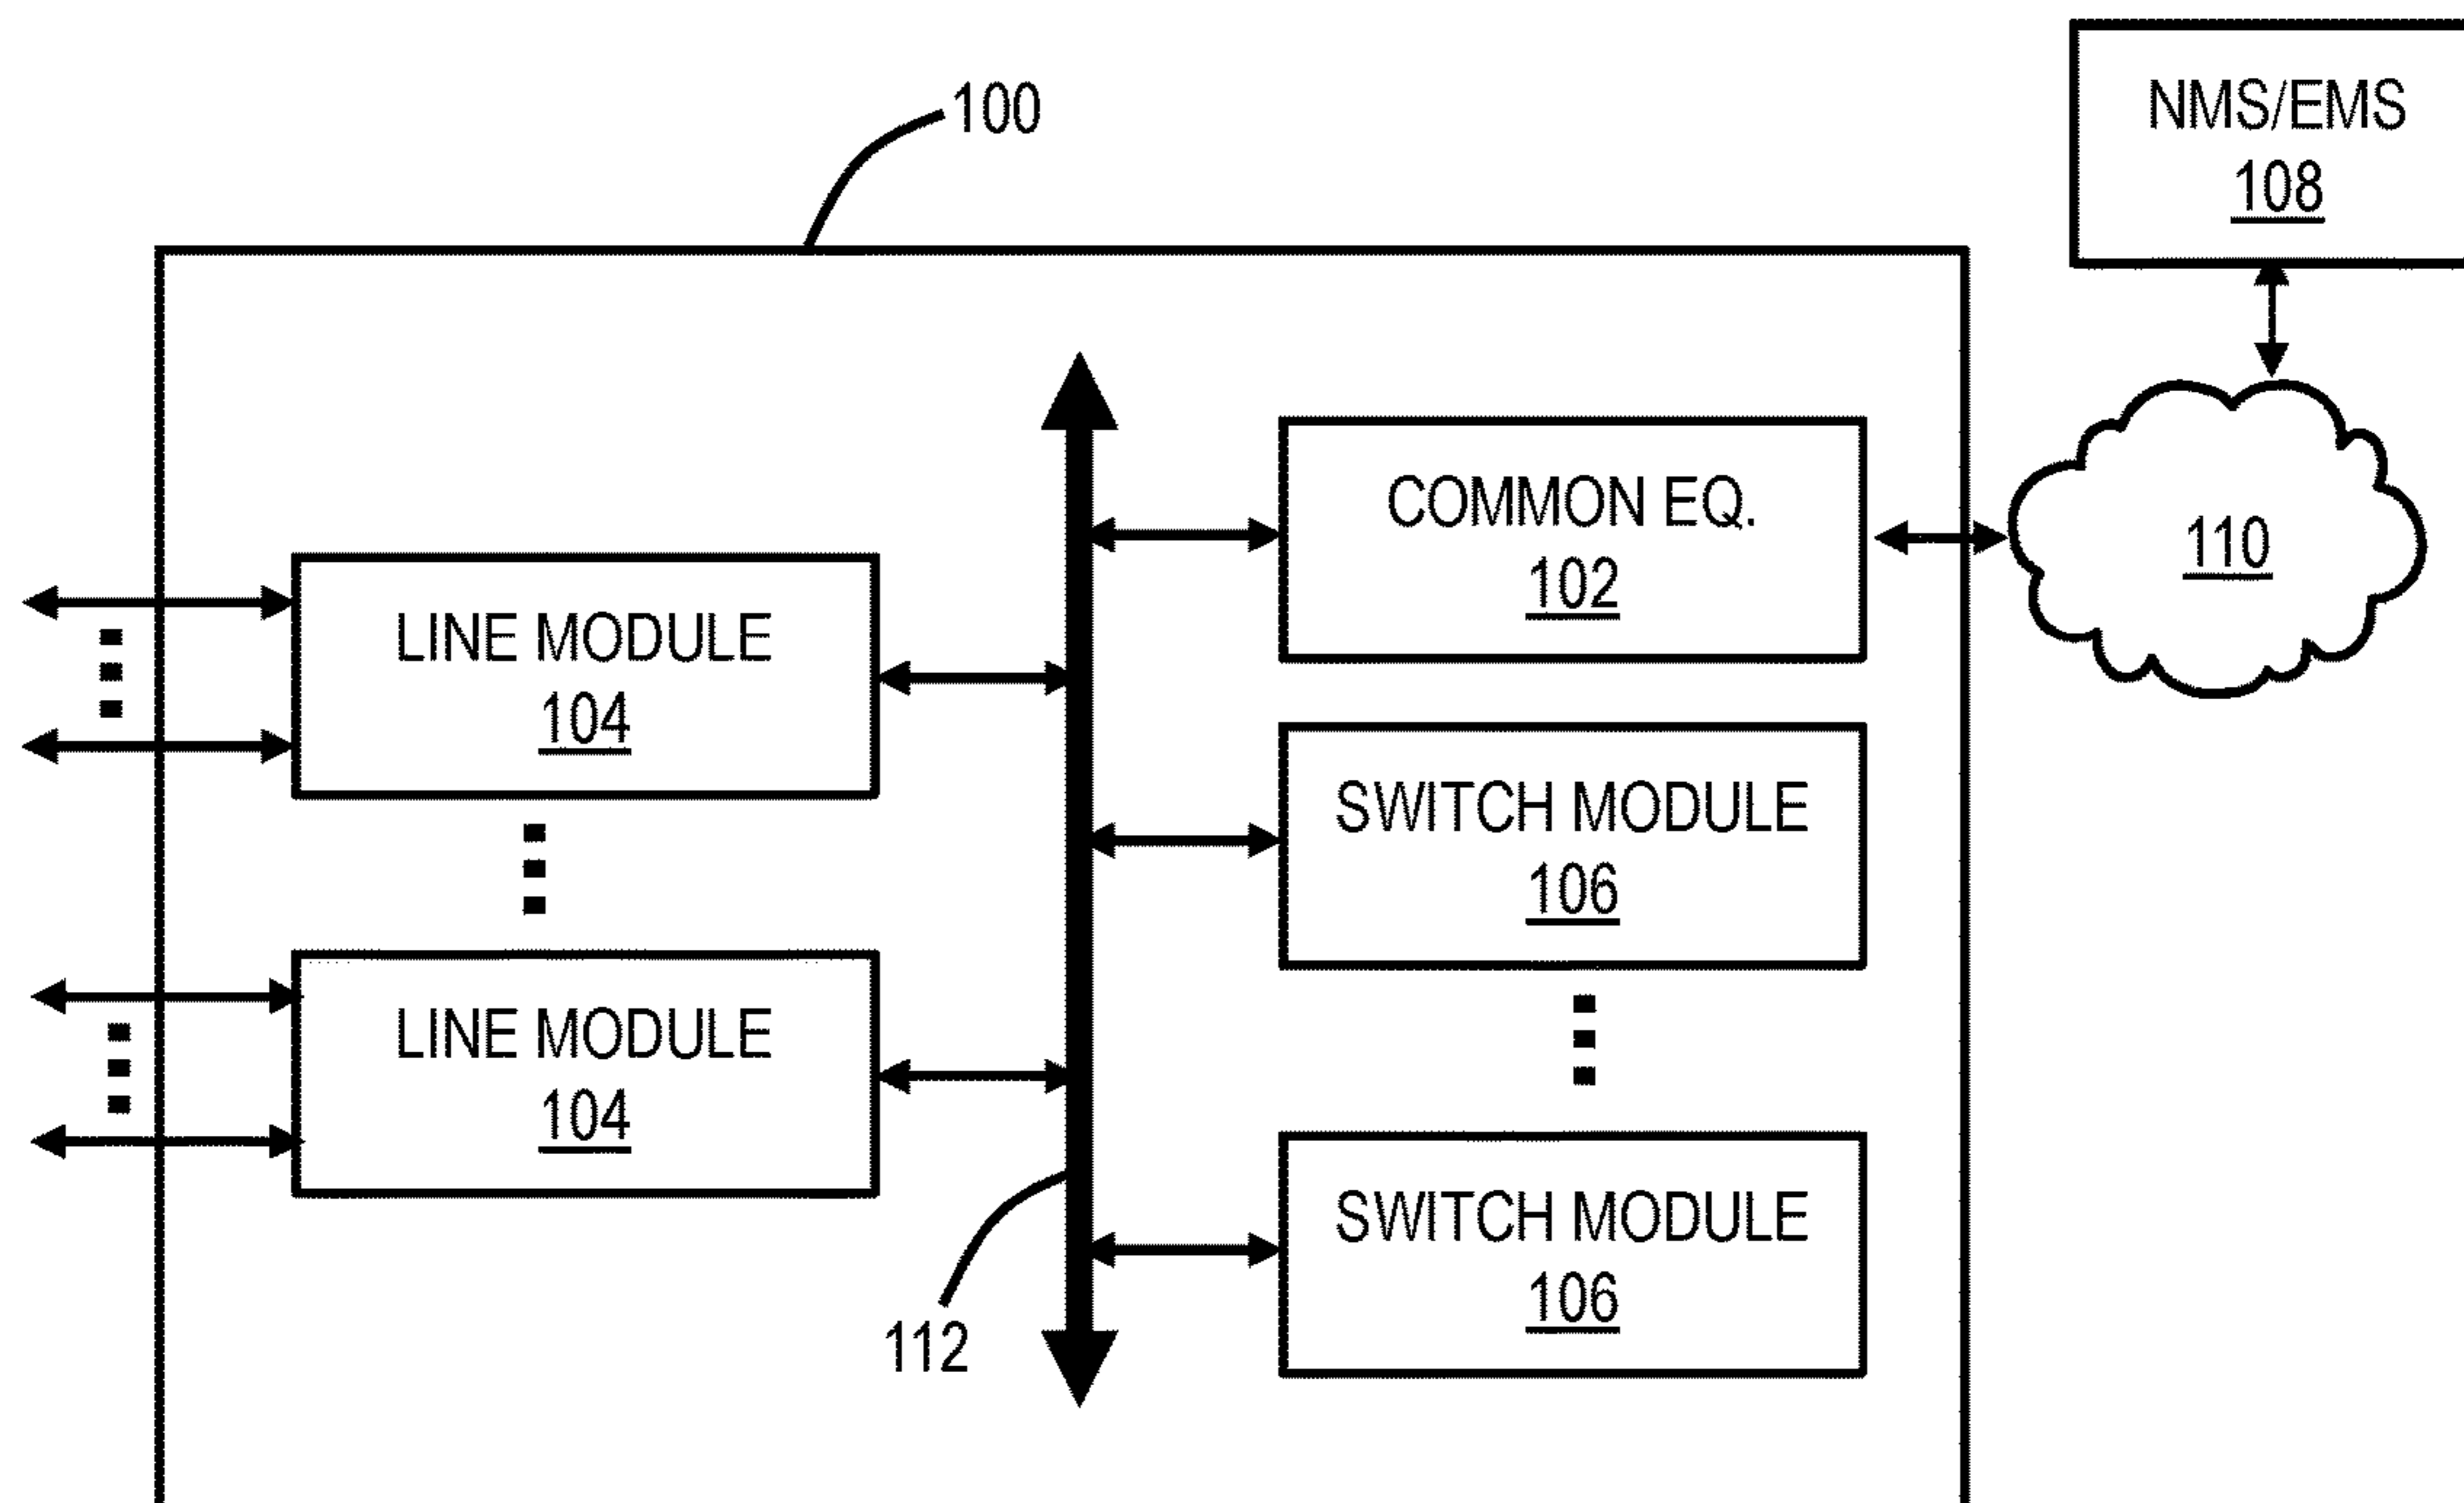 100
NMS/EMS
108
COMMON EQ.
102
110
LINE MODULE
104
SWITCH MODULE
106
LINE MODULE
104
SWITCH MODULE
106
112